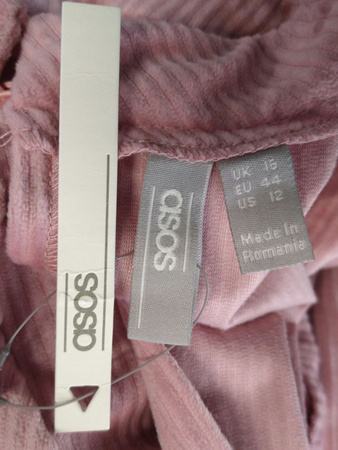 asos
asos
UK 16
EU 44
US 12
Made In
Romania